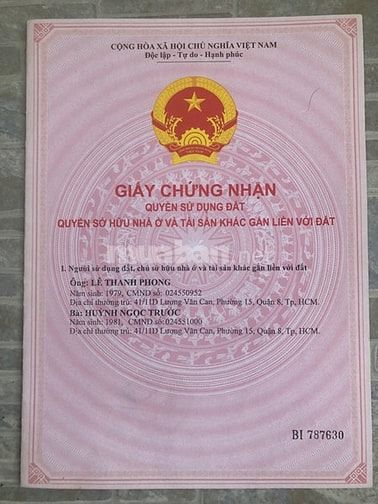 CỘNG HÒA XÃ HỘI CHỦ NGHĨA VIỆT NAM
Độc lập - Tự do - Hạnh phúc
GIẤY CHỨNG NHẬN
QUYỀN SỬ DỤNG ĐẤT
QUYỀN SỞ HỮU NHÀ Ở VÀ TÀI SẢN KHÁC GẮN LIỀN VỚI ĐẤT
muaban.net
I. Người sử dụng đất, chủ sở hữu nhà ở và tài sản khác gắn liền với đất
Ông: LÊ THANH PHONG
Năm sinh: 1979, CMND số: 024550952
Địa chỉ thường trú: 41/11D Lương Văn Can, Phường 15, Quận 8, Tp, HCM.
Bà: HUỲNH NGỌC TRƯỚC
Năm sinh: 1981, CMND số: 024551000
Địa chỉ thường trú: 41/11D Lương Văn Can, Phường 15, Quận 8, Tp, HCM.
BI 787630